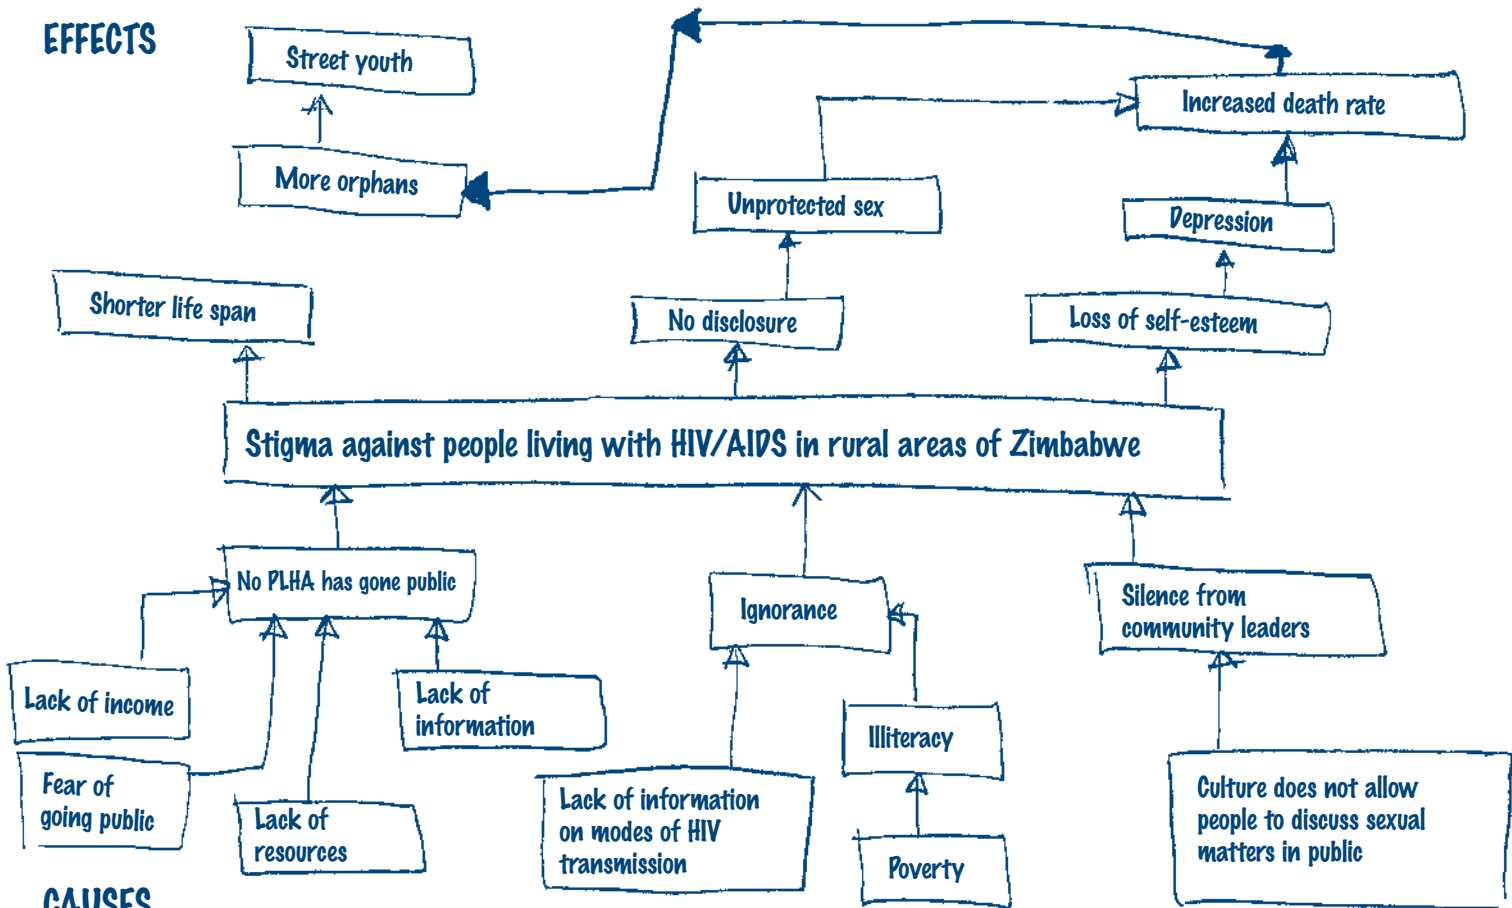 EFFECTS
Street youth
Increased death rate
More orphans
Unprotected sex
Depression
Shorter life span
No disclosure
Loss of self-esteem
Stigma against people living with HIV/AIDS in rural areas of Zimbabwe
No PLHA has gone public
Ignorance
Silence from
community leaders
Lack of income
Lack of
information
Illiteracy
Fear of
going public
Lack of
resources
Lack of information
on modes of HIV
transmission
Poverty
Culture does not allow
people to discuss sexual
matters in public
CAUSES